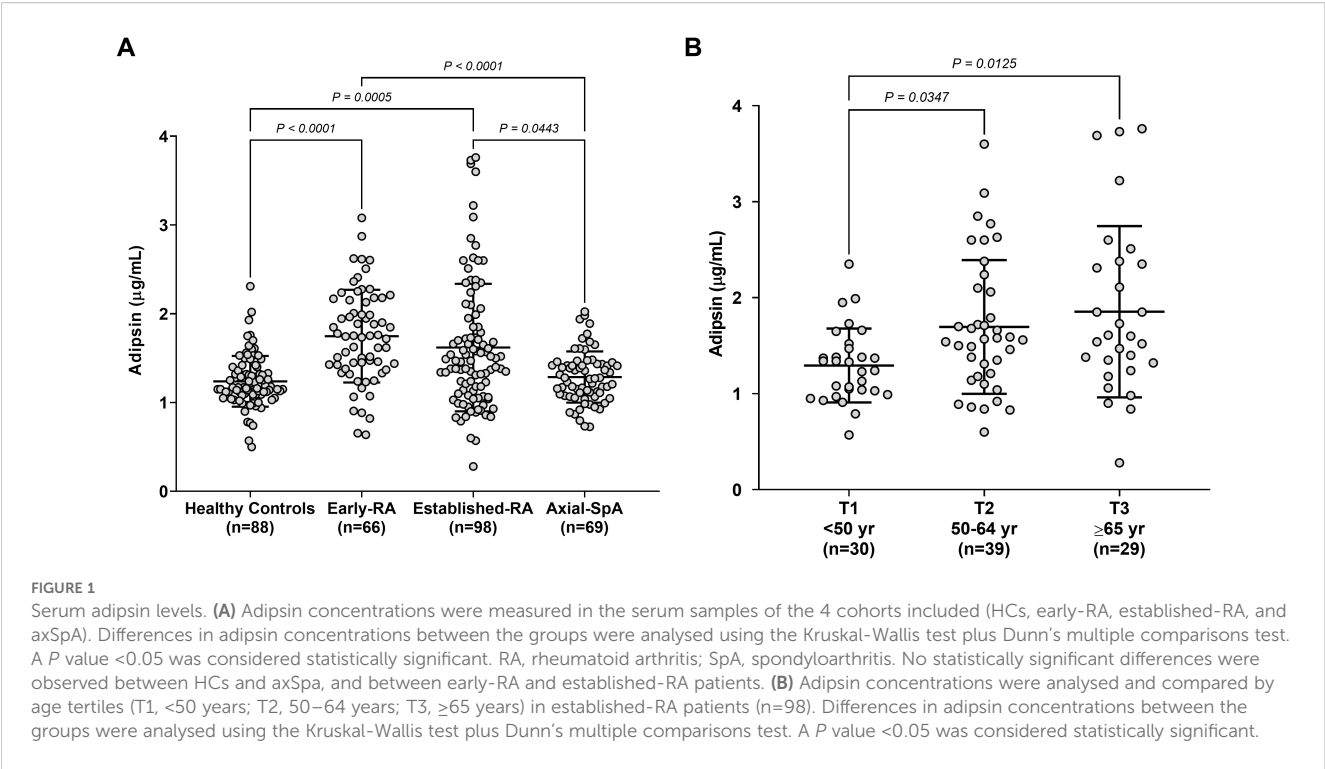 A
P < 0.0001
P = 0.0005
P < 0.0001
P = 0.0443
Adipsin (µg/mL)
4
3
2
1
0
Healthy Controls
(n=88)
Early-RA
(n=66)
Established-RA
(n=98)
Axial-SpA
(n=69)
B
P = 0.0125
P = 0.0347
Adipsin (µg/mL)
4
3
2
1
0
T1
<50 yr
(n=30)
T2
50-64 yr
(n=39)
T3
≥65 yr
(n=29)
FIGURE 1
Serum adipsin levels. (A) Adipsin concentrations were measured in the serum samples of the 4 cohorts included (HCs, early-RA, established-RA, and
axSpA). Differences in adipsin concentrations between the groups were analysed using the Kruskal-Wallis test plus Dunn’s multiple comparisons test.
A P value <0.05 was considered statistically significant. RA, rheumatoid arthritis; SpA, spondyloarthritis. No statistically significant differences were
observed between HCs and axSpa, and between early-RA and established-RA patients. (B) Adipsin concentrations were analysed and compared by
age tertiles (T1, <50 years; T2, 50–64 years; T3, ≥65 years) in established-RA patients (n=98). Differences in adipsin concentrations between the
groups were analysed using the Kruskal-Wallis test plus Dunn’s multiple comparisons test. A P value <0.05 was considered statistically significant.